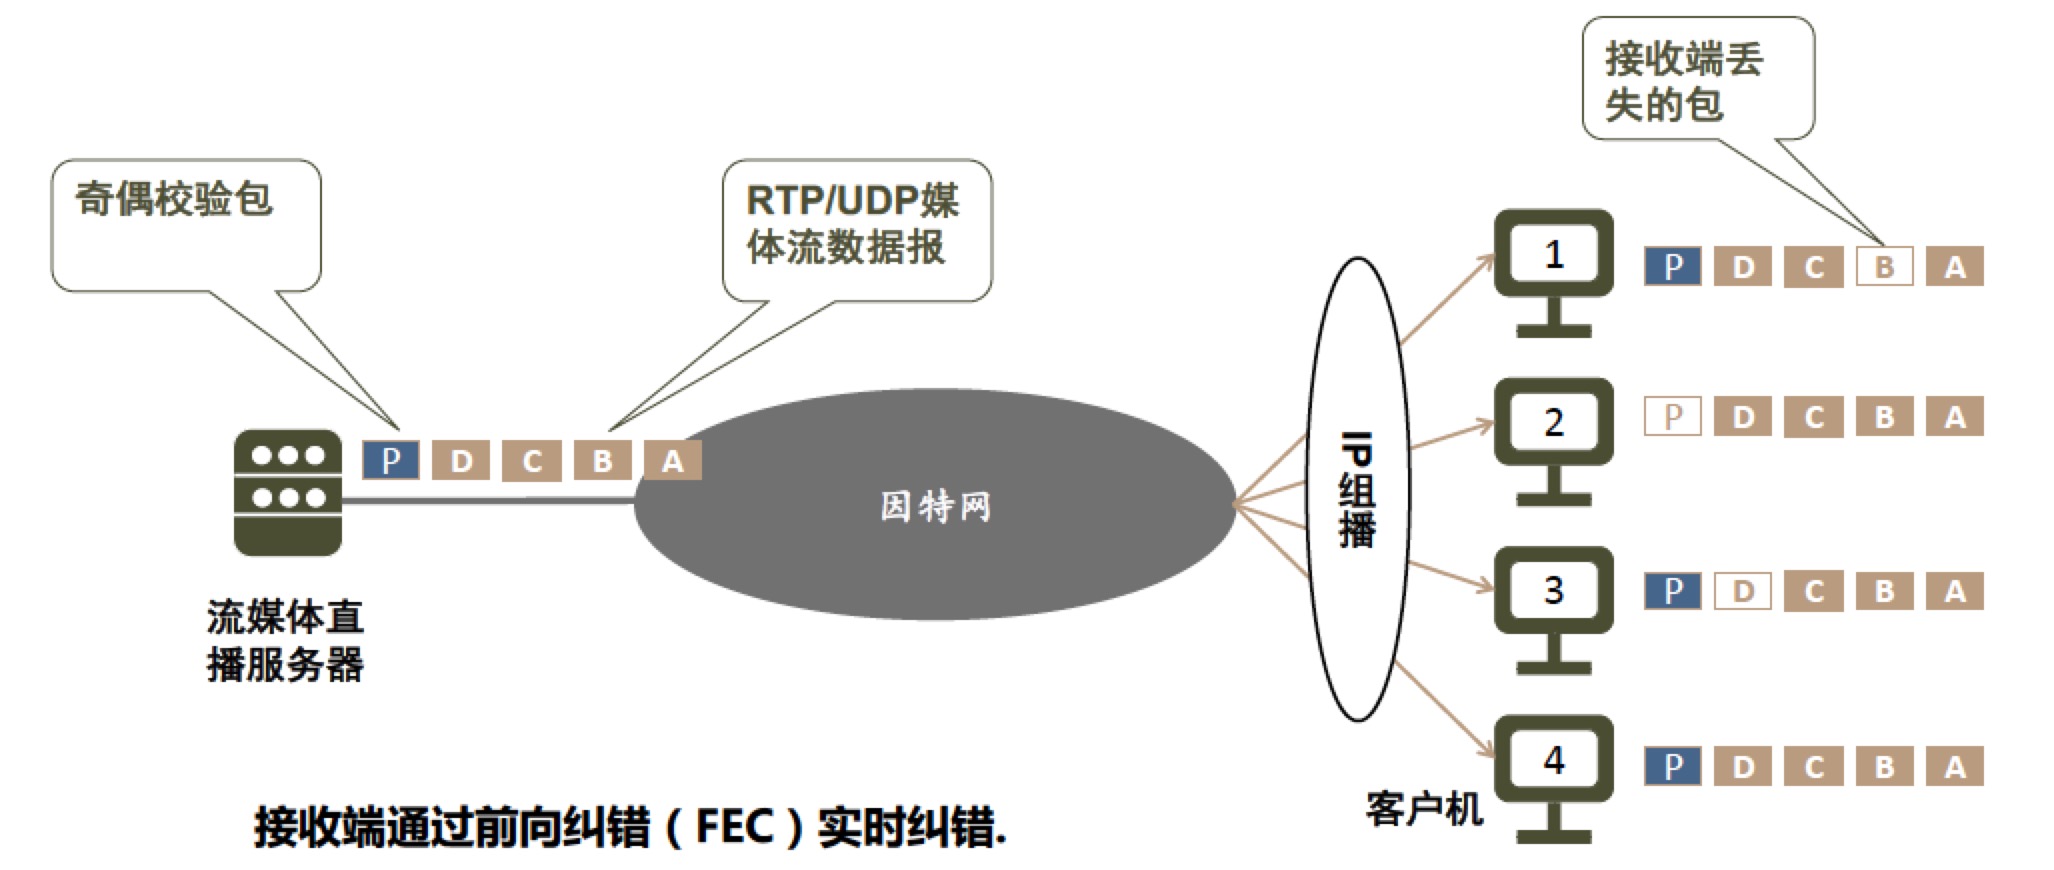 接收端丢
失的包
奇偶校验包
RTP/UDP媒
体流数据报
1
P D C B A
2
P D C B A
P D C B A
因特网
IP组播
3
P D C B A
流媒体直
播服务器
4
P D C B A
客户机
接收端通过前向纠错（FEC）实时纠错.